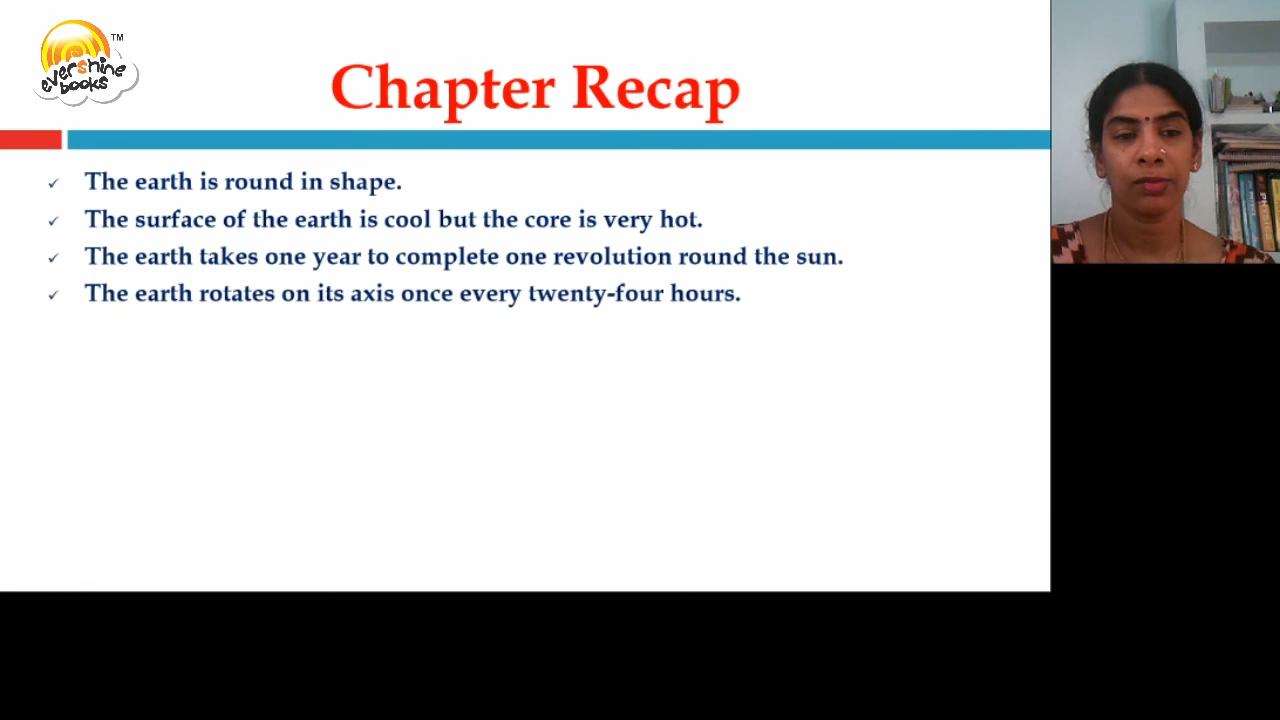 evershine
books
TM
Chapter Recap
✓ The earth is round in shape.
✓ The surface of the earth is cool but the core is very hot.
✓ The earth takes one year to complete one revolution round the sun.
✓ The earth rotates on its axis once every twenty-four hours.